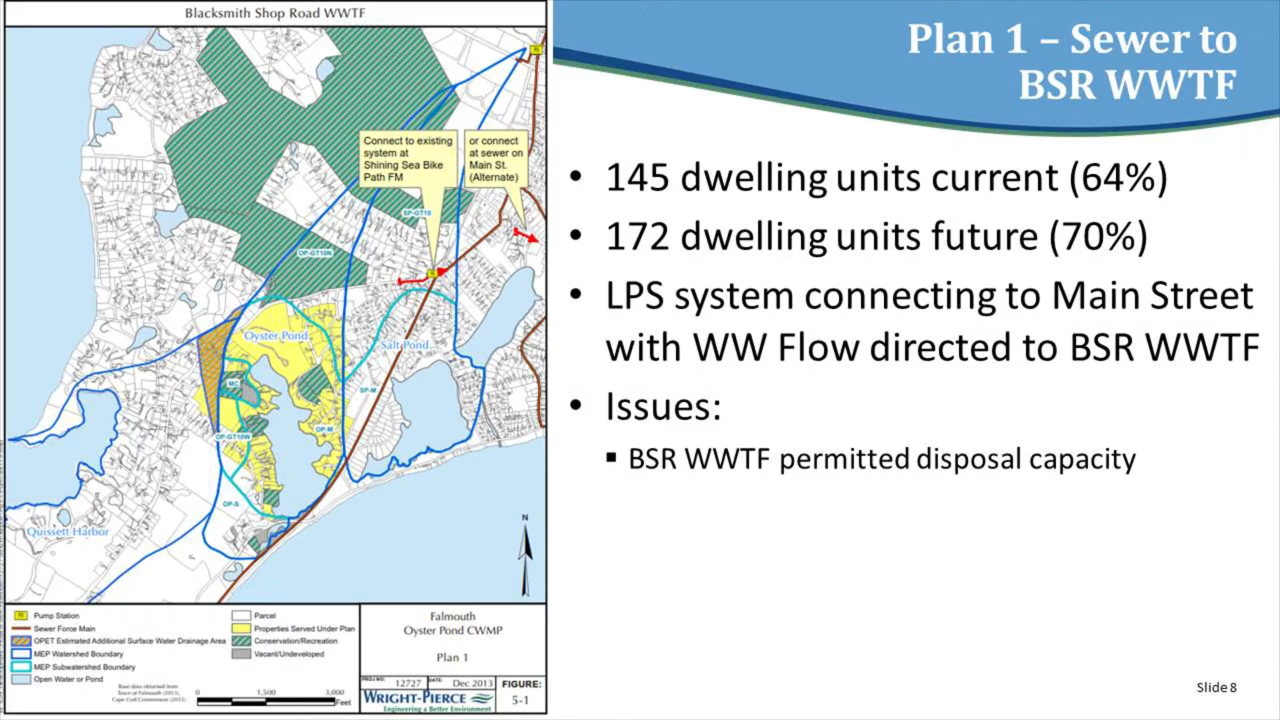 Blacksmith Shop Road WWTF
Plan 1 – Sewer to
BSR WWTF
PS
Connect to existing
system at
Shining Sea Bike
Path FM
or connect
at sewer on
Main St.
(Alternate)
SP-GT10
OP-GT10N
PS
Oyster Pond
Salt Pond
MC
SP-M
OP-M
OP-GT10W
OP-S
Quissett Harbor
N
• 145 dwelling units current (64%)
• 172 dwelling units future (70%)
• LPS system connecting to Main Street
with WW Flow directed to BSR WWTF
• Issues:
▪ BSR WWTF permitted disposal capacity
PS Pump Station
Sewer Force Main
OPET Estimated Additional Surface Water Drainage Area
MEP Watershed Boundary
MEP Subwatershed Boundary
Open Water or Pond
Parcel
Properties Served Under Plan
Conservation/Recreation
Vacant/Undeveloped
Base data obtained from
Town of Falmouth (2013),
Cape Cod Commission (2013)
0 1,500 3,000
Feet
Falmouth
Oyster Pond CWMP
Plan 1
PROJ NO: 12727 DATE: Dec 2013
FIGURE:
5-1
WRIGHT-PIERCE
Engineering a Better Environment
Slide 8